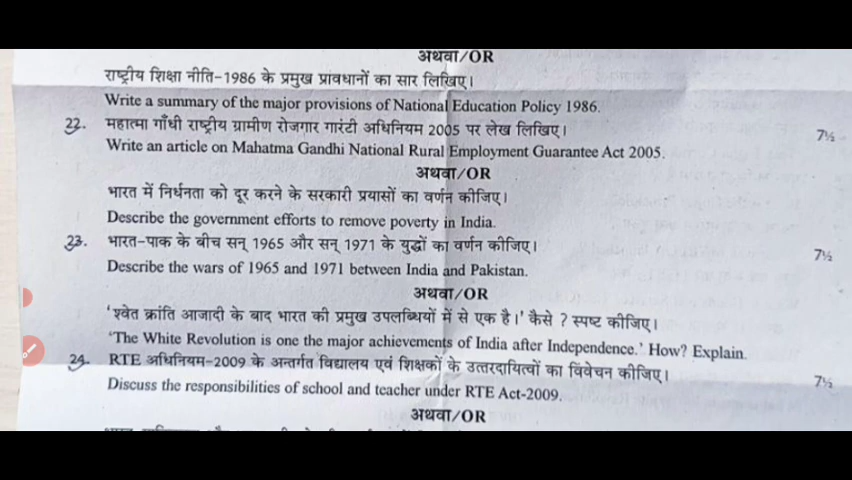 अथवा/OR
राष्ट्रीय शिक्षा नीति-1986 के प्रमुख प्रावधानों का सार लिखिए।
Write a summary of the major provisions of National Education Policy 1986.
22. महात्मा गाँधी राष्ट्रीय ग्रामीण रोजगार गारंटी अधिनियम 2005 पर लेख लिखिए। 7½
Write an article on Mahatma Gandhi National Rural Employment Guarantee Act 2005.
अथवा/OR
भारत में निर्धनता को दूर करने के सरकारी प्रयासों का वर्णन कीजिए।
Describe the government efforts to remove poverty in India.
23. भारत-पाक के बीच सन् 1965 और सन् 1971 के युद्धों का वर्णन कीजिए। 7½
Describe the wars of 1965 and 1971 between India and Pakistan.
अथवा/OR
'श्वेत क्रांति आजादी के बाद भारत की प्रमुख उपलब्धियों में से एक है।' कैसे ? स्पष्ट कीजिए।
'The White Revolution is one the major achievements of India after Independence.' How? Explain.
24. RTE अधिनियम-2009 के अन्तर्गत विद्यालय एवं शिक्षकों के उत्तरदायित्वों का विवेचन कीजिए। 7½
Discuss the responsibilities of school and teacher under RTE Act-2009.
अथवा/OR